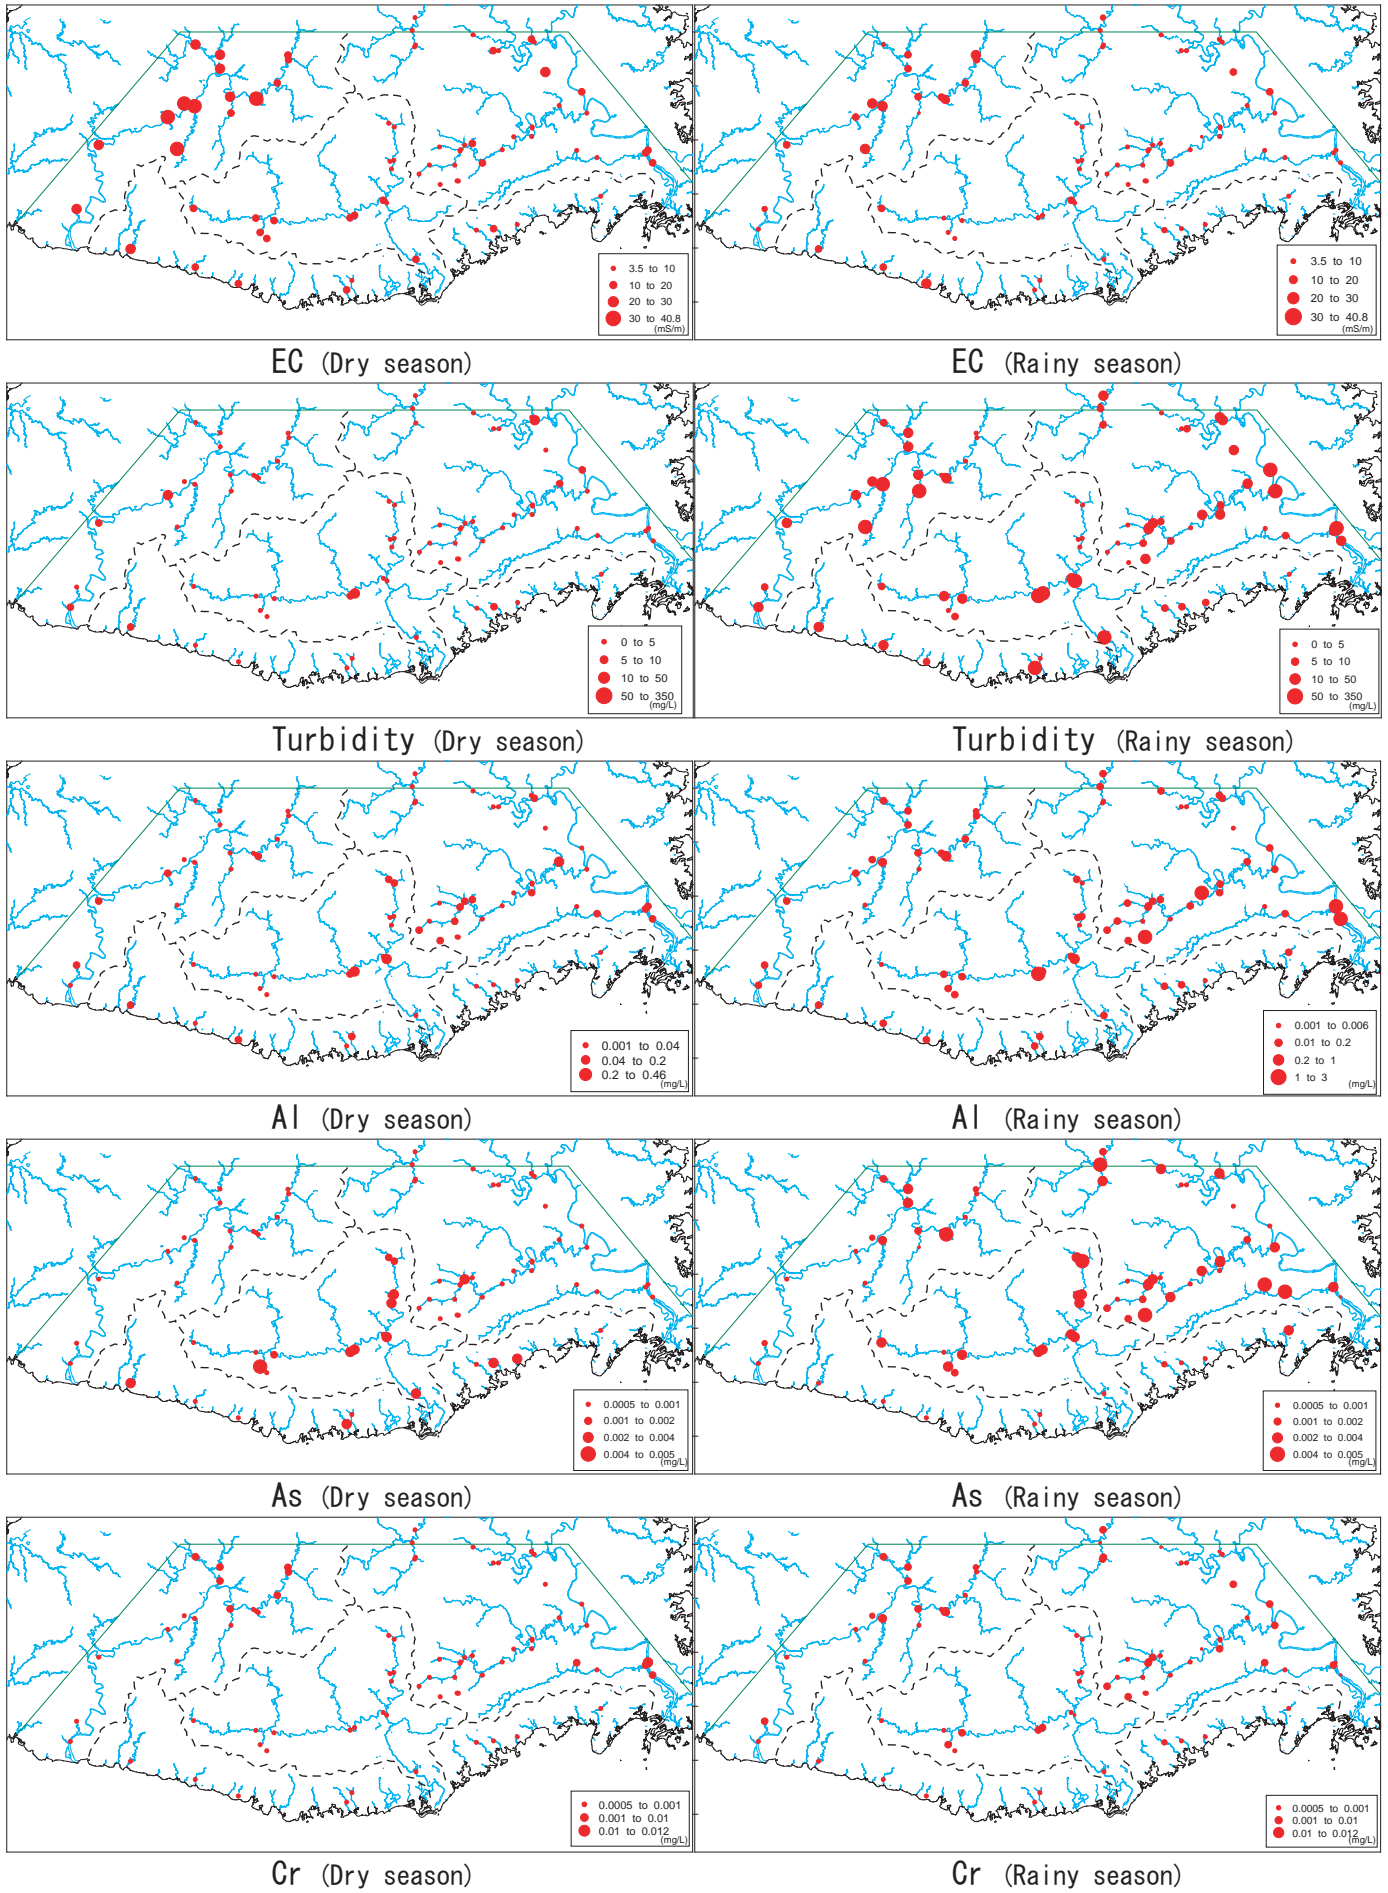 3.5 to 10
10 to 20
20 to 30
30 to 40.8
(mS/m)
EC (Dry season)
3.5 to 10
10 to 20
20 to 30
30 to 40.8
(mS/m)
EC (Rainy season)
0 to 5
5 to 10
10 to 50
50 to 350
(mg/L)
Turbidity (Dry season)
0 to 5
5 to 10
10 to 50
50 to 350
(mg/L)
Turbidity (Rainy season)
0.001 to 0.04
0.04 to 0.2
0.2 to 0.46
(mg/L)
Al (Dry season)
0.001 to 0.006
0.01 to 0.2
0.2 to 1
1 to 3
(mg/L)
Al (Rainy season)
0.0005 to 0.001
0.001 to 0.002
0.002 to 0.004
0.004 to 0.005
(mg/L)
As (Dry season)
0.0005 to 0.001
0.001 to 0.002
0.002 to 0.004
0.004 to 0.005
(mg/L)
As (Rainy season)
0.0005 to 0.001
0.001 to 0.01
0.01 to 0.012
(mg/L)
Cr (Dry season)
0.0005 to 0.001
0.001 to 0.01
0.01 to 0.012
(mg/L)
Cr (Rainy season)